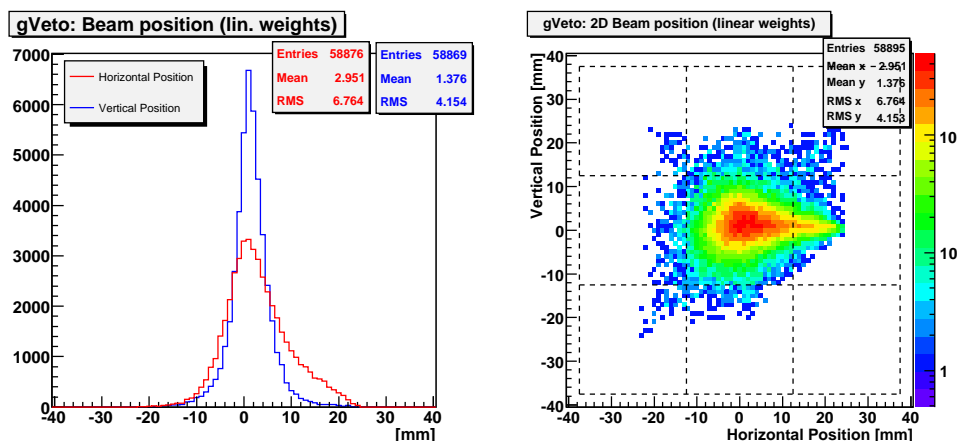 gVeto: Beam position (lin. weights)
Entries 58876
Mean 2.951
RMS 6.764
Entries 58869
Mean 1.376
RMS 4.154
Horizontal Position
Vertical Position
7000
6000
5000
4000
3000
2000
1000
0
-40 -30 -20 -10 0 10 20 30 40
[mm]
gVeto: 2D Beam position (linear weights)
Entries 58895
Mean x 2.951
Mean y 1.376
RMS x 6.764
RMS y 4.153
Vertical Position [mm]
40
30
20
10
0
-10
-20
-30
-40
-40 -30 -20 -10 0 10 20 30 40
Horizontal Position [mm]
10
10
1